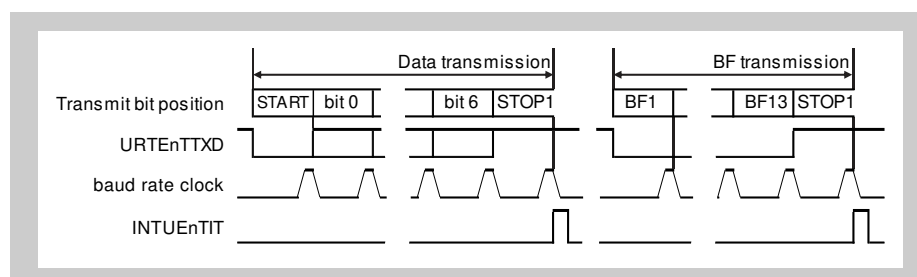 Data transmission BF transmission
Transmit bit position START bit 0 bit 6 STOP1 BF1 BF13 STOP1
URTEnTTXD
baud rate clock
INTUEnTIT